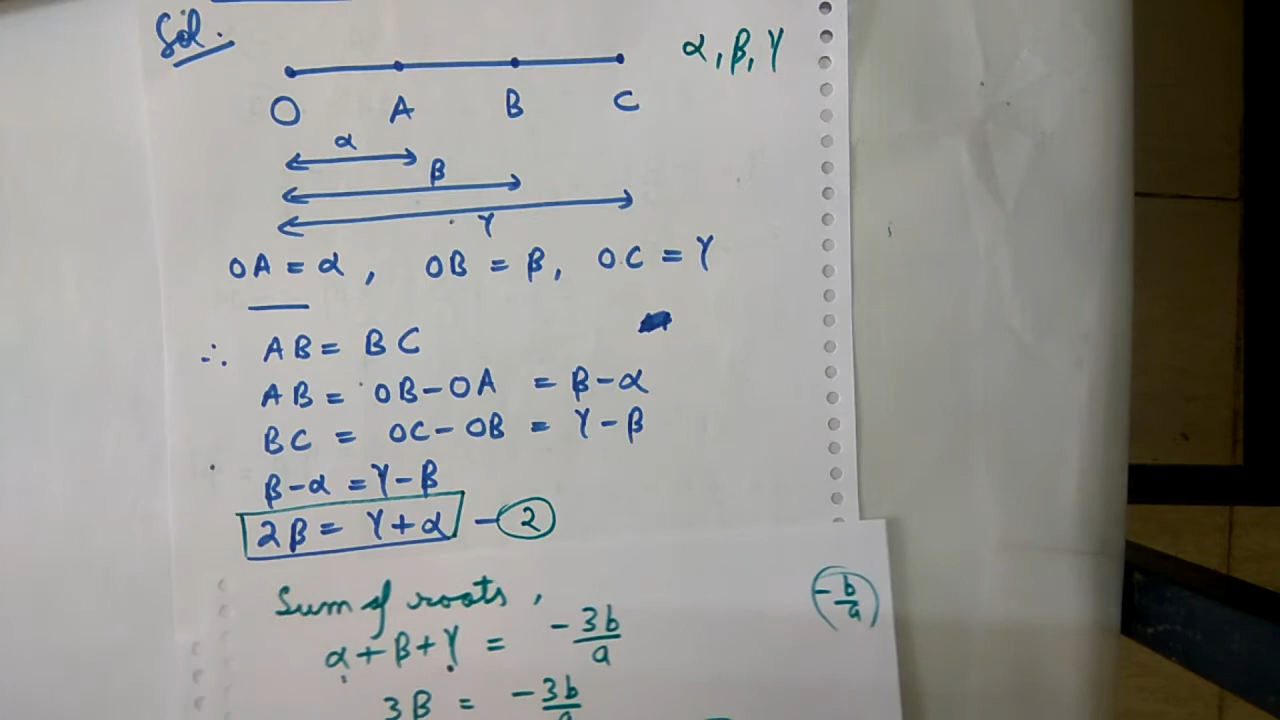 Sol.
α, β, γ
O A B C
α
β
γ
OA = α, OB = β, OC = γ
∴ AB = BC
AB = OB - OA = β - α
BC = OC - OB = γ - β
β - α = γ - β
2β = γ + α - 2
Sum of roots,
-b/a
α + β + γ = -3b/a
3β = -3b/a